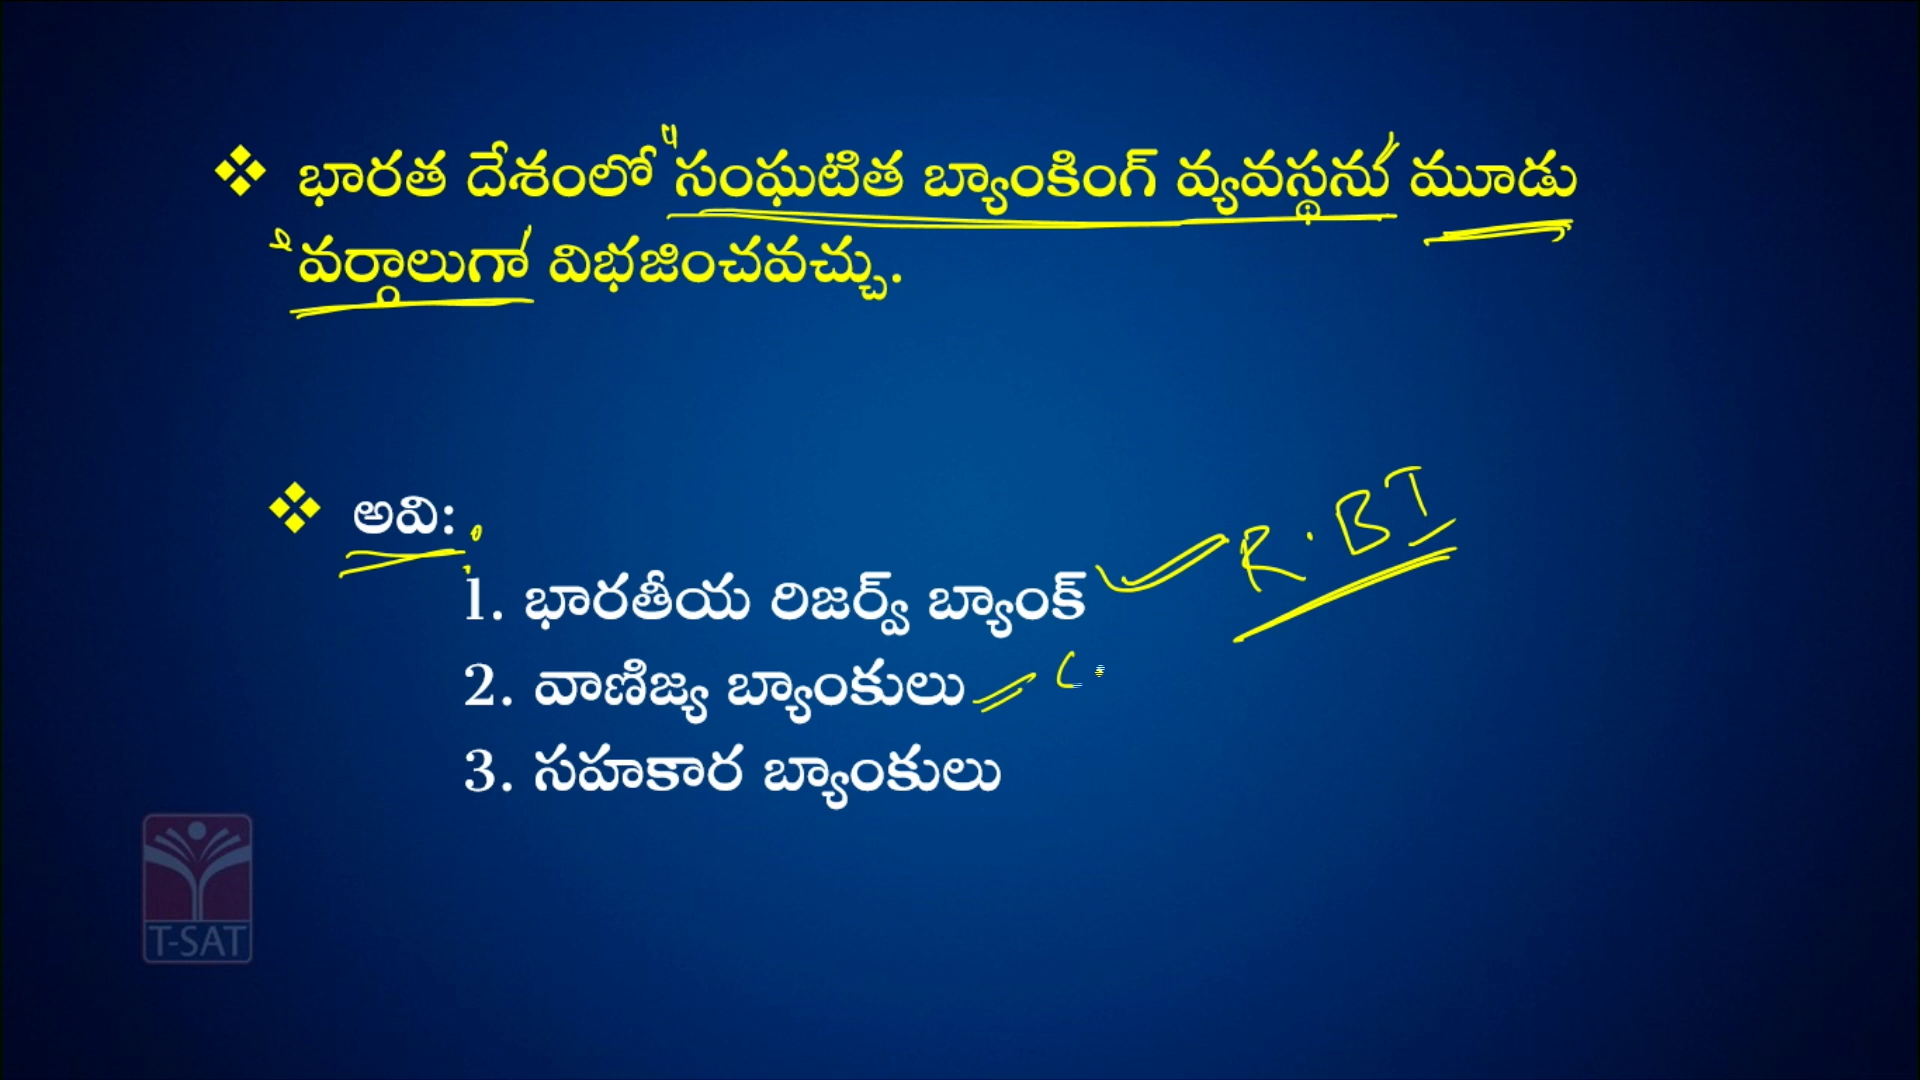 ❖ భారత దేశంలో "సంఘటిత బ్యాంకింగ్ వ్యవస్థను' మూడు
వర్గాలుగా విభజించవచ్చు.
❖ అవి:
1. భారతీయ రిజర్వ్ బ్యాంక్ R.BI
2. వాణిజ్య బ్యాంకులు C.
3. సహకార బ్యాంకులు
T-SAT